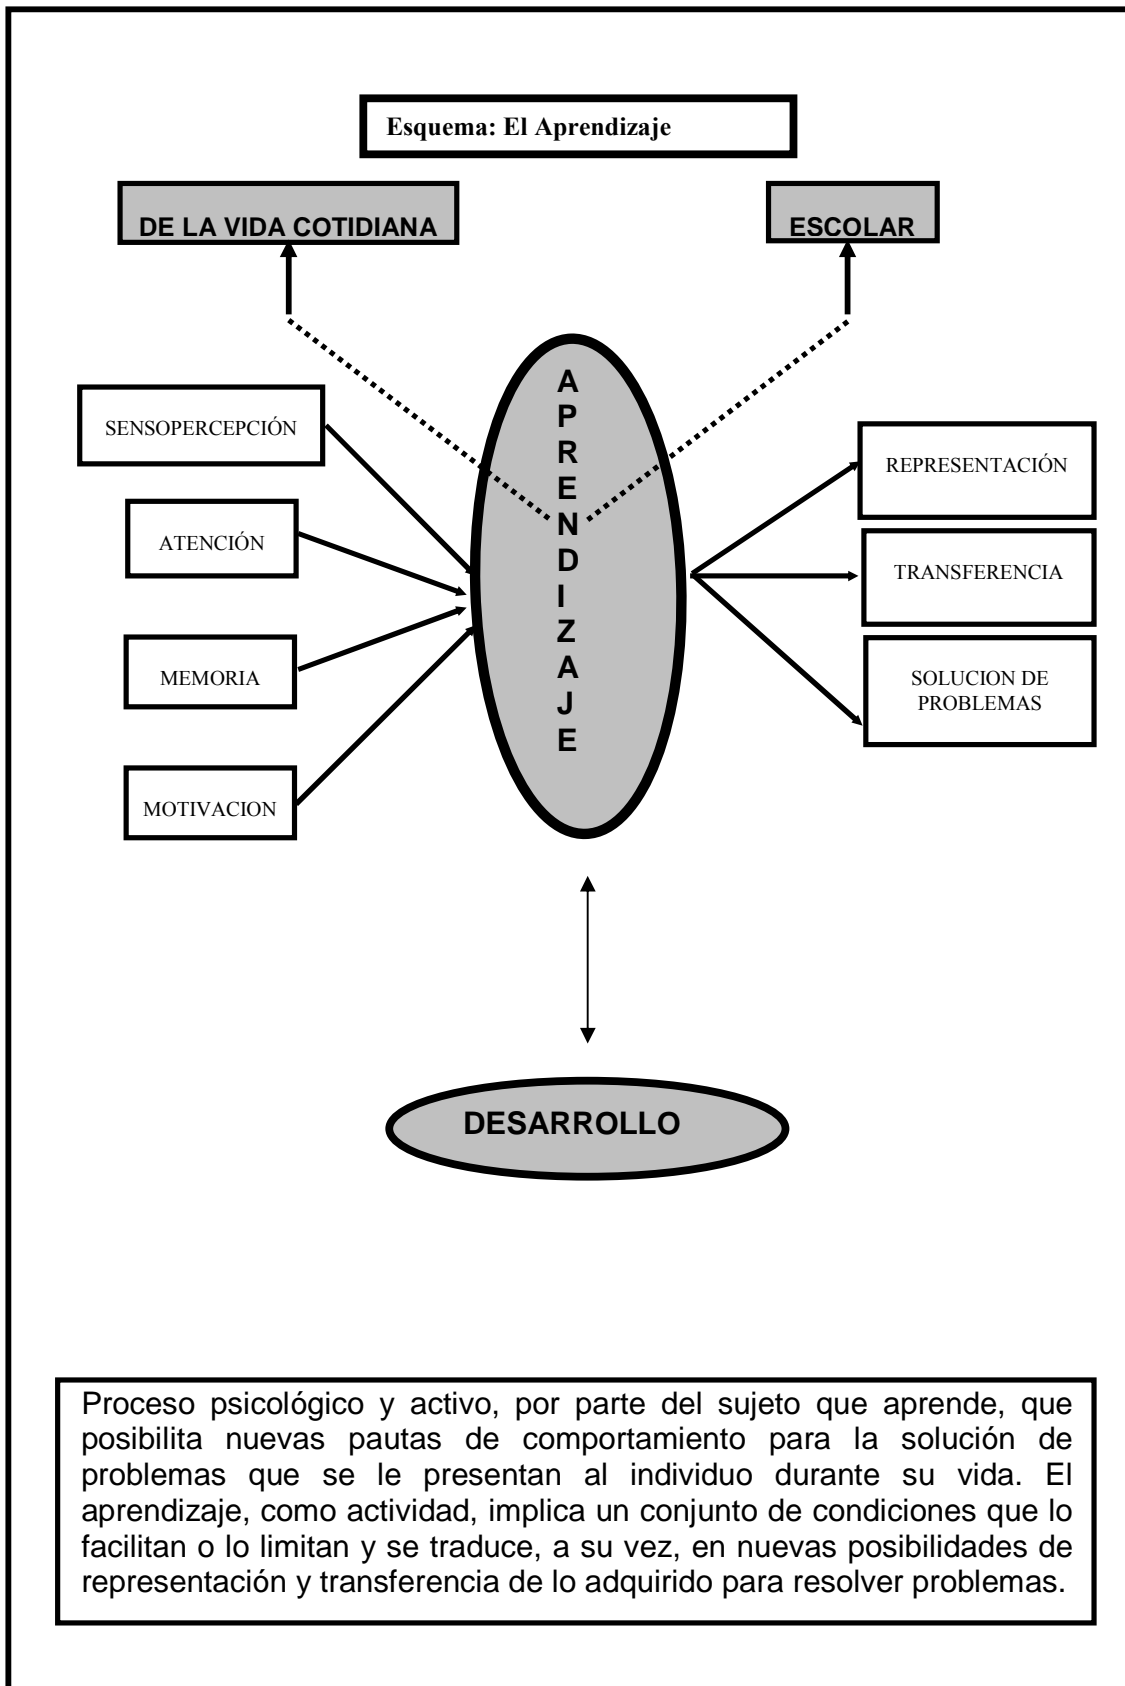 Esquema: El Aprendizaje
DE LA VIDA COTIDIANA
ESCOLAR
A
P
R
E
N
D
I
Z
A
J
E
SENSOPERCEPCIÓN
ATENCIÓN
MEMORIA
MOTIVACION
REPRESENTACIÓN
TRANSFERENCIA
SOLUCION DE
PROBLEMAS
DESARROLLO
Proceso psicológico y activo, por parte del sujeto que aprende, que
posibilita nuevas pautas de comportamiento para la solución de
problemas que se le presentan al individuo durante su vida. El
aprendizaje, como actividad, implica un conjunto de condiciones que lo
facilitan o lo limitan y se traduce, a su vez, en nuevas posibilidades de
representación y transferencia de lo adquirido para resolver problemas.